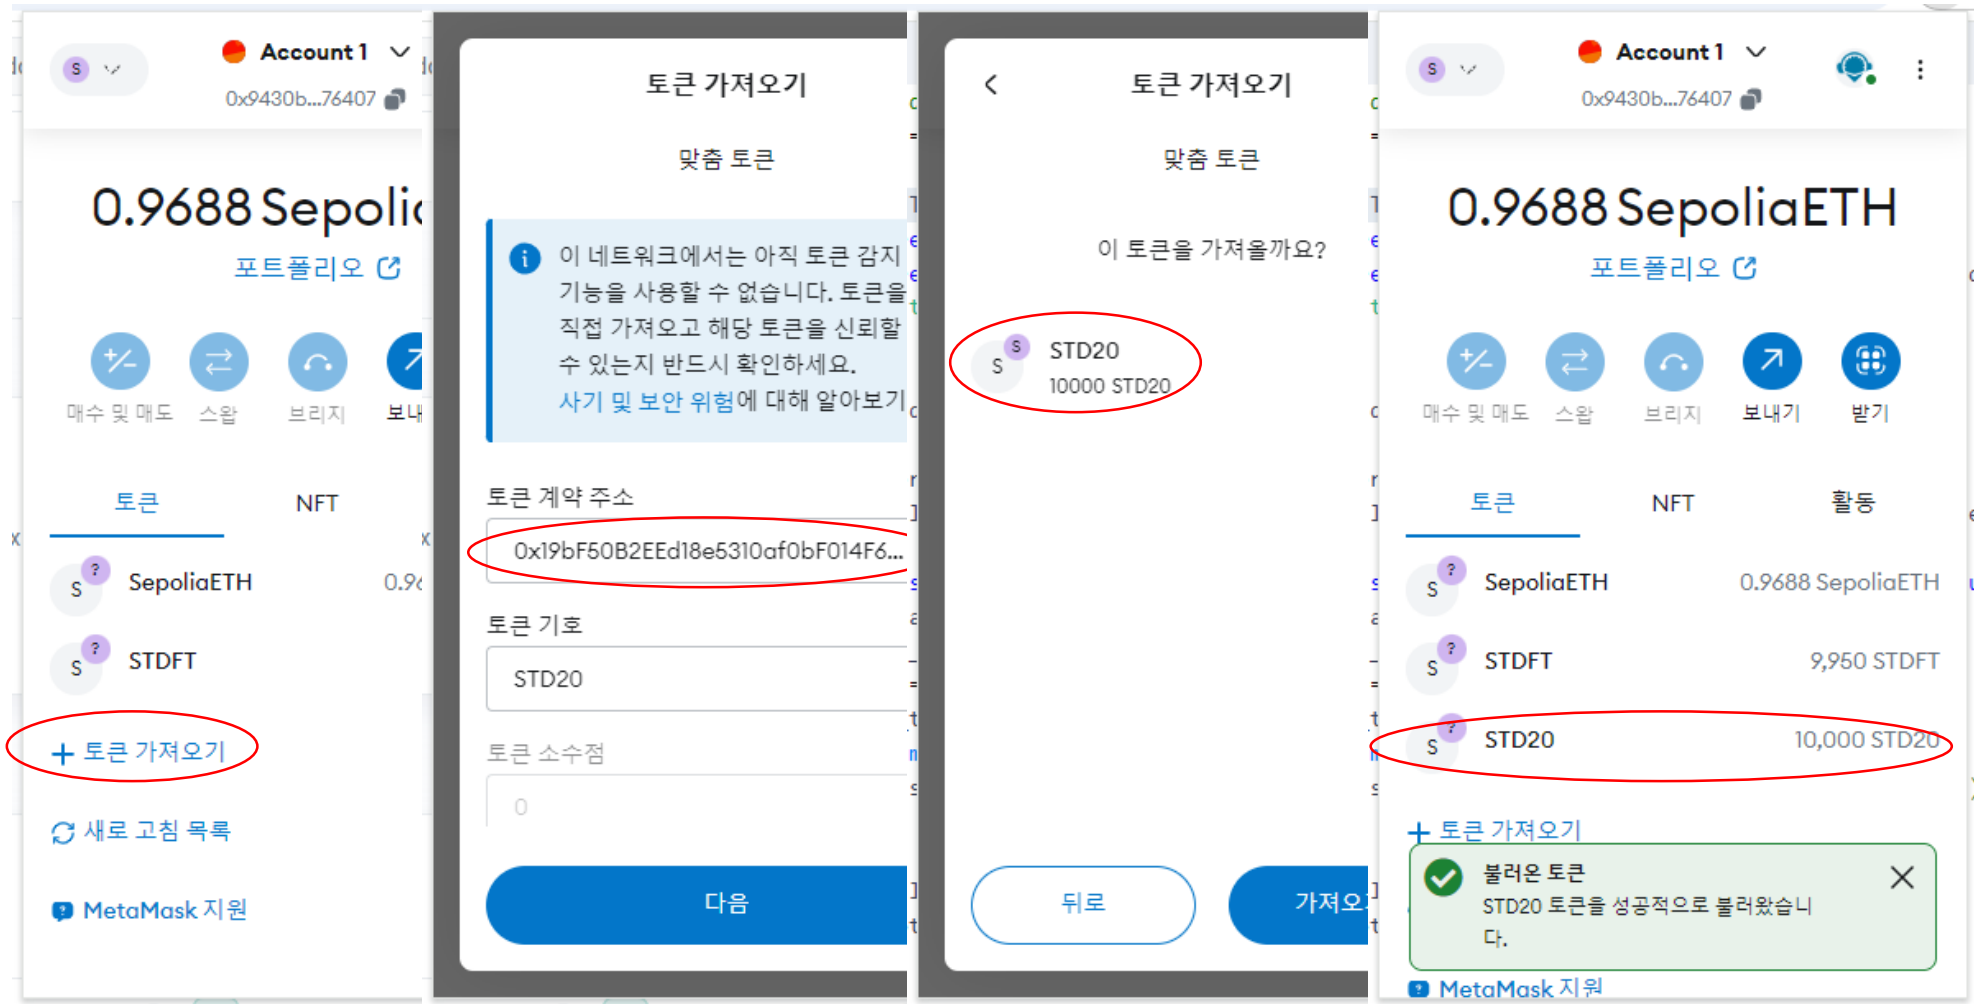 S
Account 1
0x9430b...76407
0.9688 Sepolia
포트폴리오
매수 및 매도
스왑
브리지
보내
토큰
NFT
S ? SepoliaETH 0.96
S ? STDFT
+ 토큰 가져오기
새로 고침 목록
MetaMask 지원
토큰 가져오기
맞춤 토큰
이 네트워크에서는 아직 토큰 감지
기능을 사용할 수 없습니다. 토큰을
직접 가져오고 해당 토큰을 신뢰할
수 있는지 반드시 확인하세요.
사기 및 보안 위험에 대해 알아보기
토큰 계약 주소
0x19bF50B2EEd18e5310af0bF014F6...
토큰 기호
STD20
토큰 소수점
0
다음
토큰 가져오기
맞춤 토큰
이 토큰을 가져올까요?
S S STD20
10000 STD20
뒤로
가져오
S
Account 1
0x9430b...76407
0.9688 SepoliaETH
포트폴리오
매수 및 매도
스왑
브리지
보내기
받기
토큰
NFT
활동
S ? SepoliaETH 0.9688 SepoliaETH
S ? STDFT 9,950 STDFT
S ? STD20 10,000 STD20
+ 토큰 가져오기
불러온 토큰
STD20 토큰을 성공적으로 불러왔습니
다.
MetaMask 지원